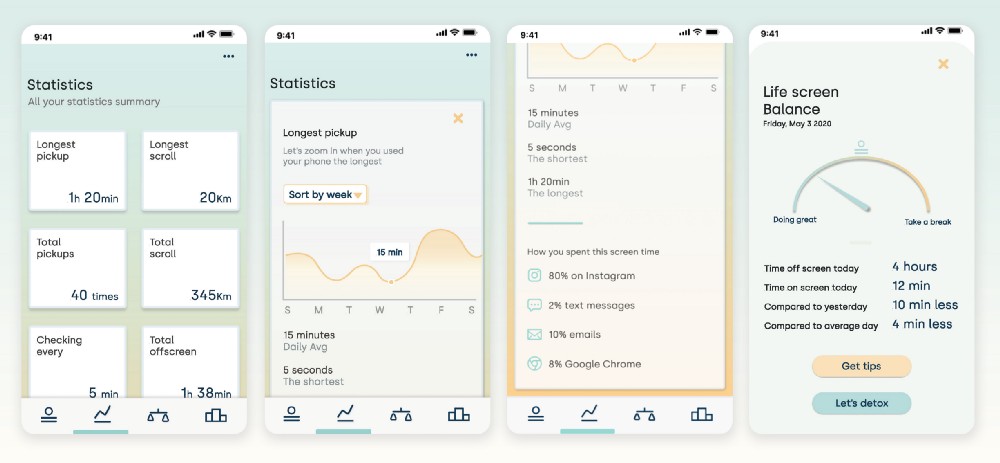 9:41
Statistics
All your statistics summary
Longest
pickup
1h 20min
Longest
scroll
20Km
Total
pickups
40 times
Total
scroll
345Km
Checking
every
5 min
Total
offscreen
1h 38min
9:41
Statistics
Longest pickup
Let's zoom in when you used
your phone the longest
Sort by week
15 min
S M T W T F S
15 minutes
Daily Avg
5 seconds
The shortest
9:41
S M T W T F S
15 minutes
Daily Avg
5 seconds
The shortest
1h 20min
The longest
How you spent this screen time
80% on Instagram
2% text messages
10% emails
8% Google Chrome
9:41
Life screen
Balance
Friday, May 3 2020
Doing great
Take a break
Time off screen today 4 hours
Time on screen today 12 min
Compared to yesterday 10 min less
Compared to average day 4 min less
Get tips
Let's detox